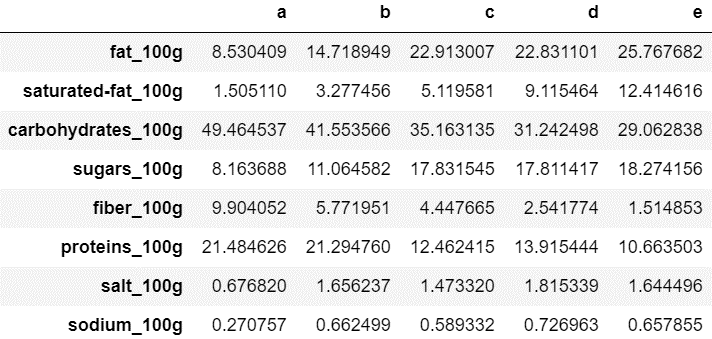 a b c d e
fat_100g 8.530409 14.718949 22.913007 22.831101 25.767682
saturated-fat_100g 1.505110 3.277456 5.119581 9.115464 12.414616
carbohydrates_100g 49.464537 41.553566 35.163135 31.242498 29.062838
sugars_100g 8.163688 11.064582 17.831545 17.811417 18.274156
fiber_100g 9.904052 5.771951 4.447665 2.541774 1.514853
proteins_100g 21.484626 21.294760 12.462415 13.915444 10.663503
salt_100g 0.676820 1.656237 1.473320 1.815339 1.644496
sodium_100g 0.270757 0.662499 0.589332 0.726963 0.657855